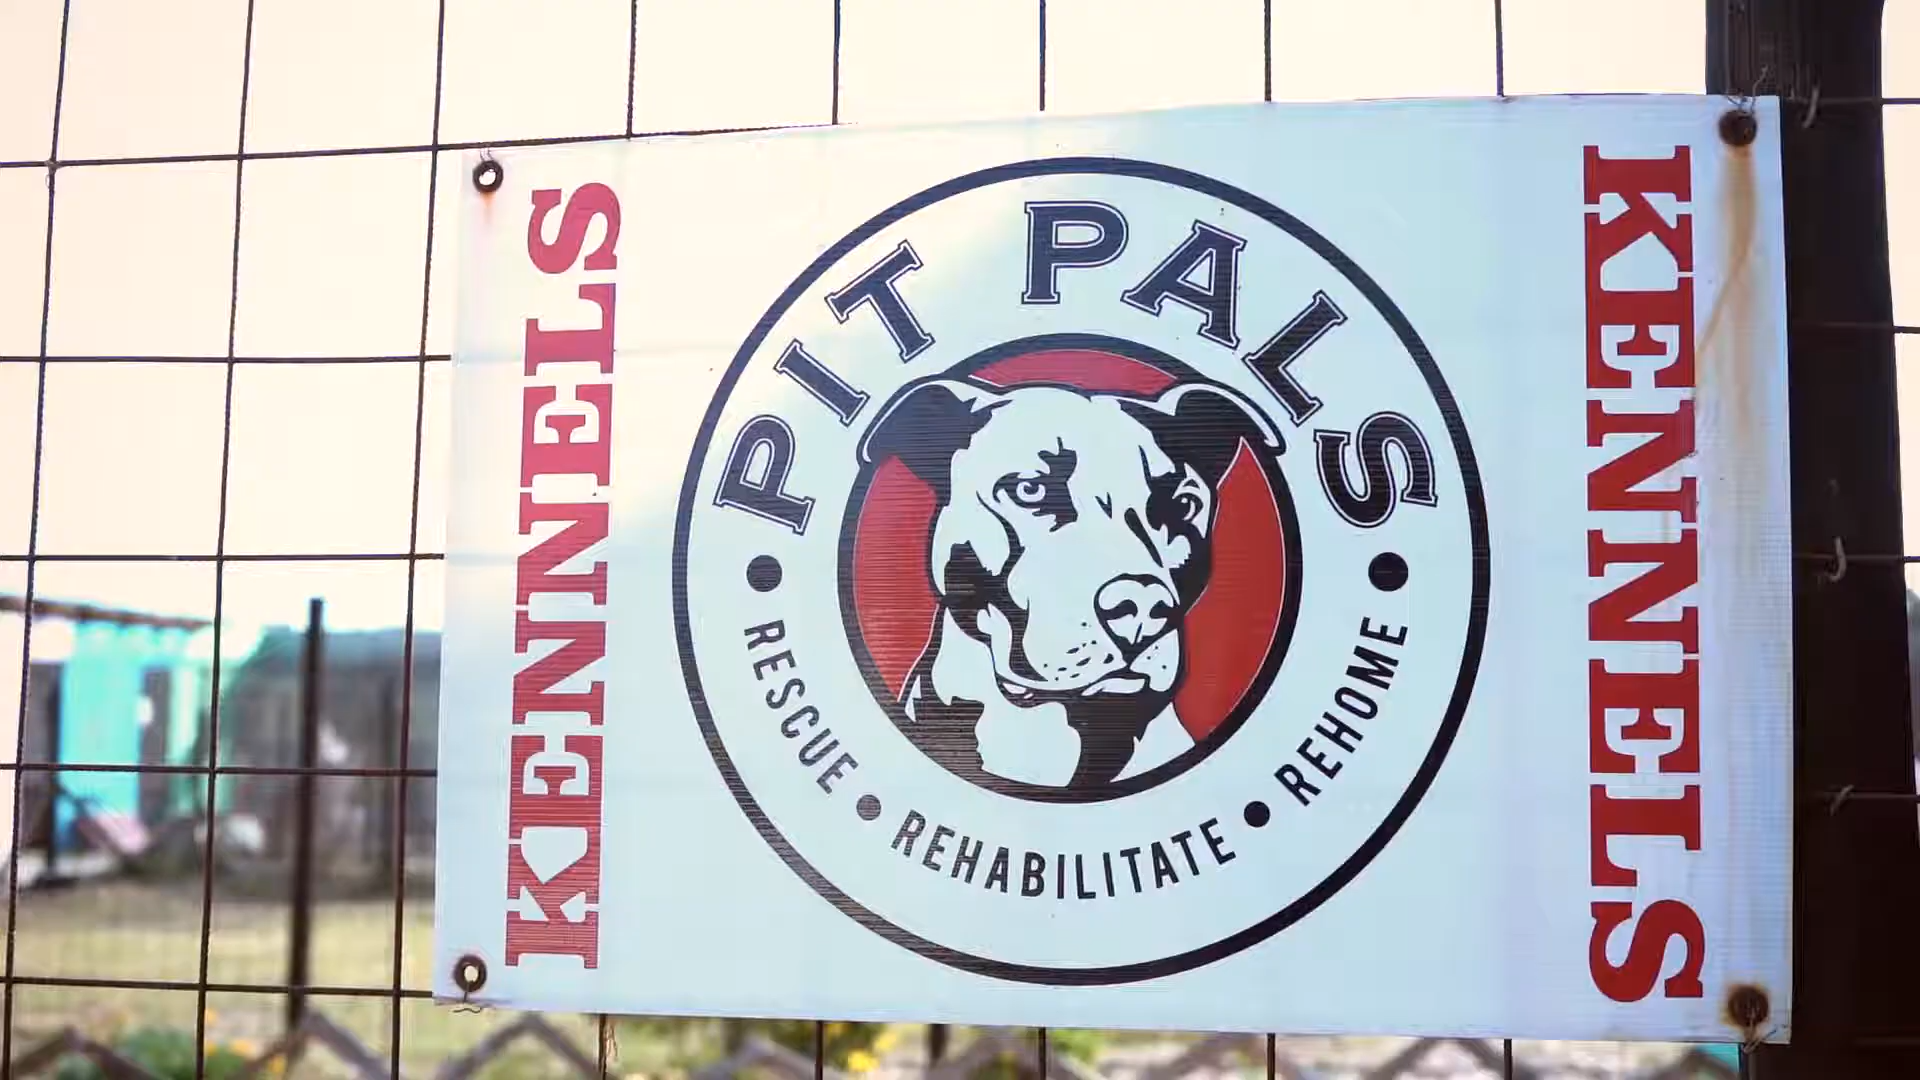 KENNELS
PIT PALS
• RESCUE • REHABILITATE • REHOME •
KENNELS